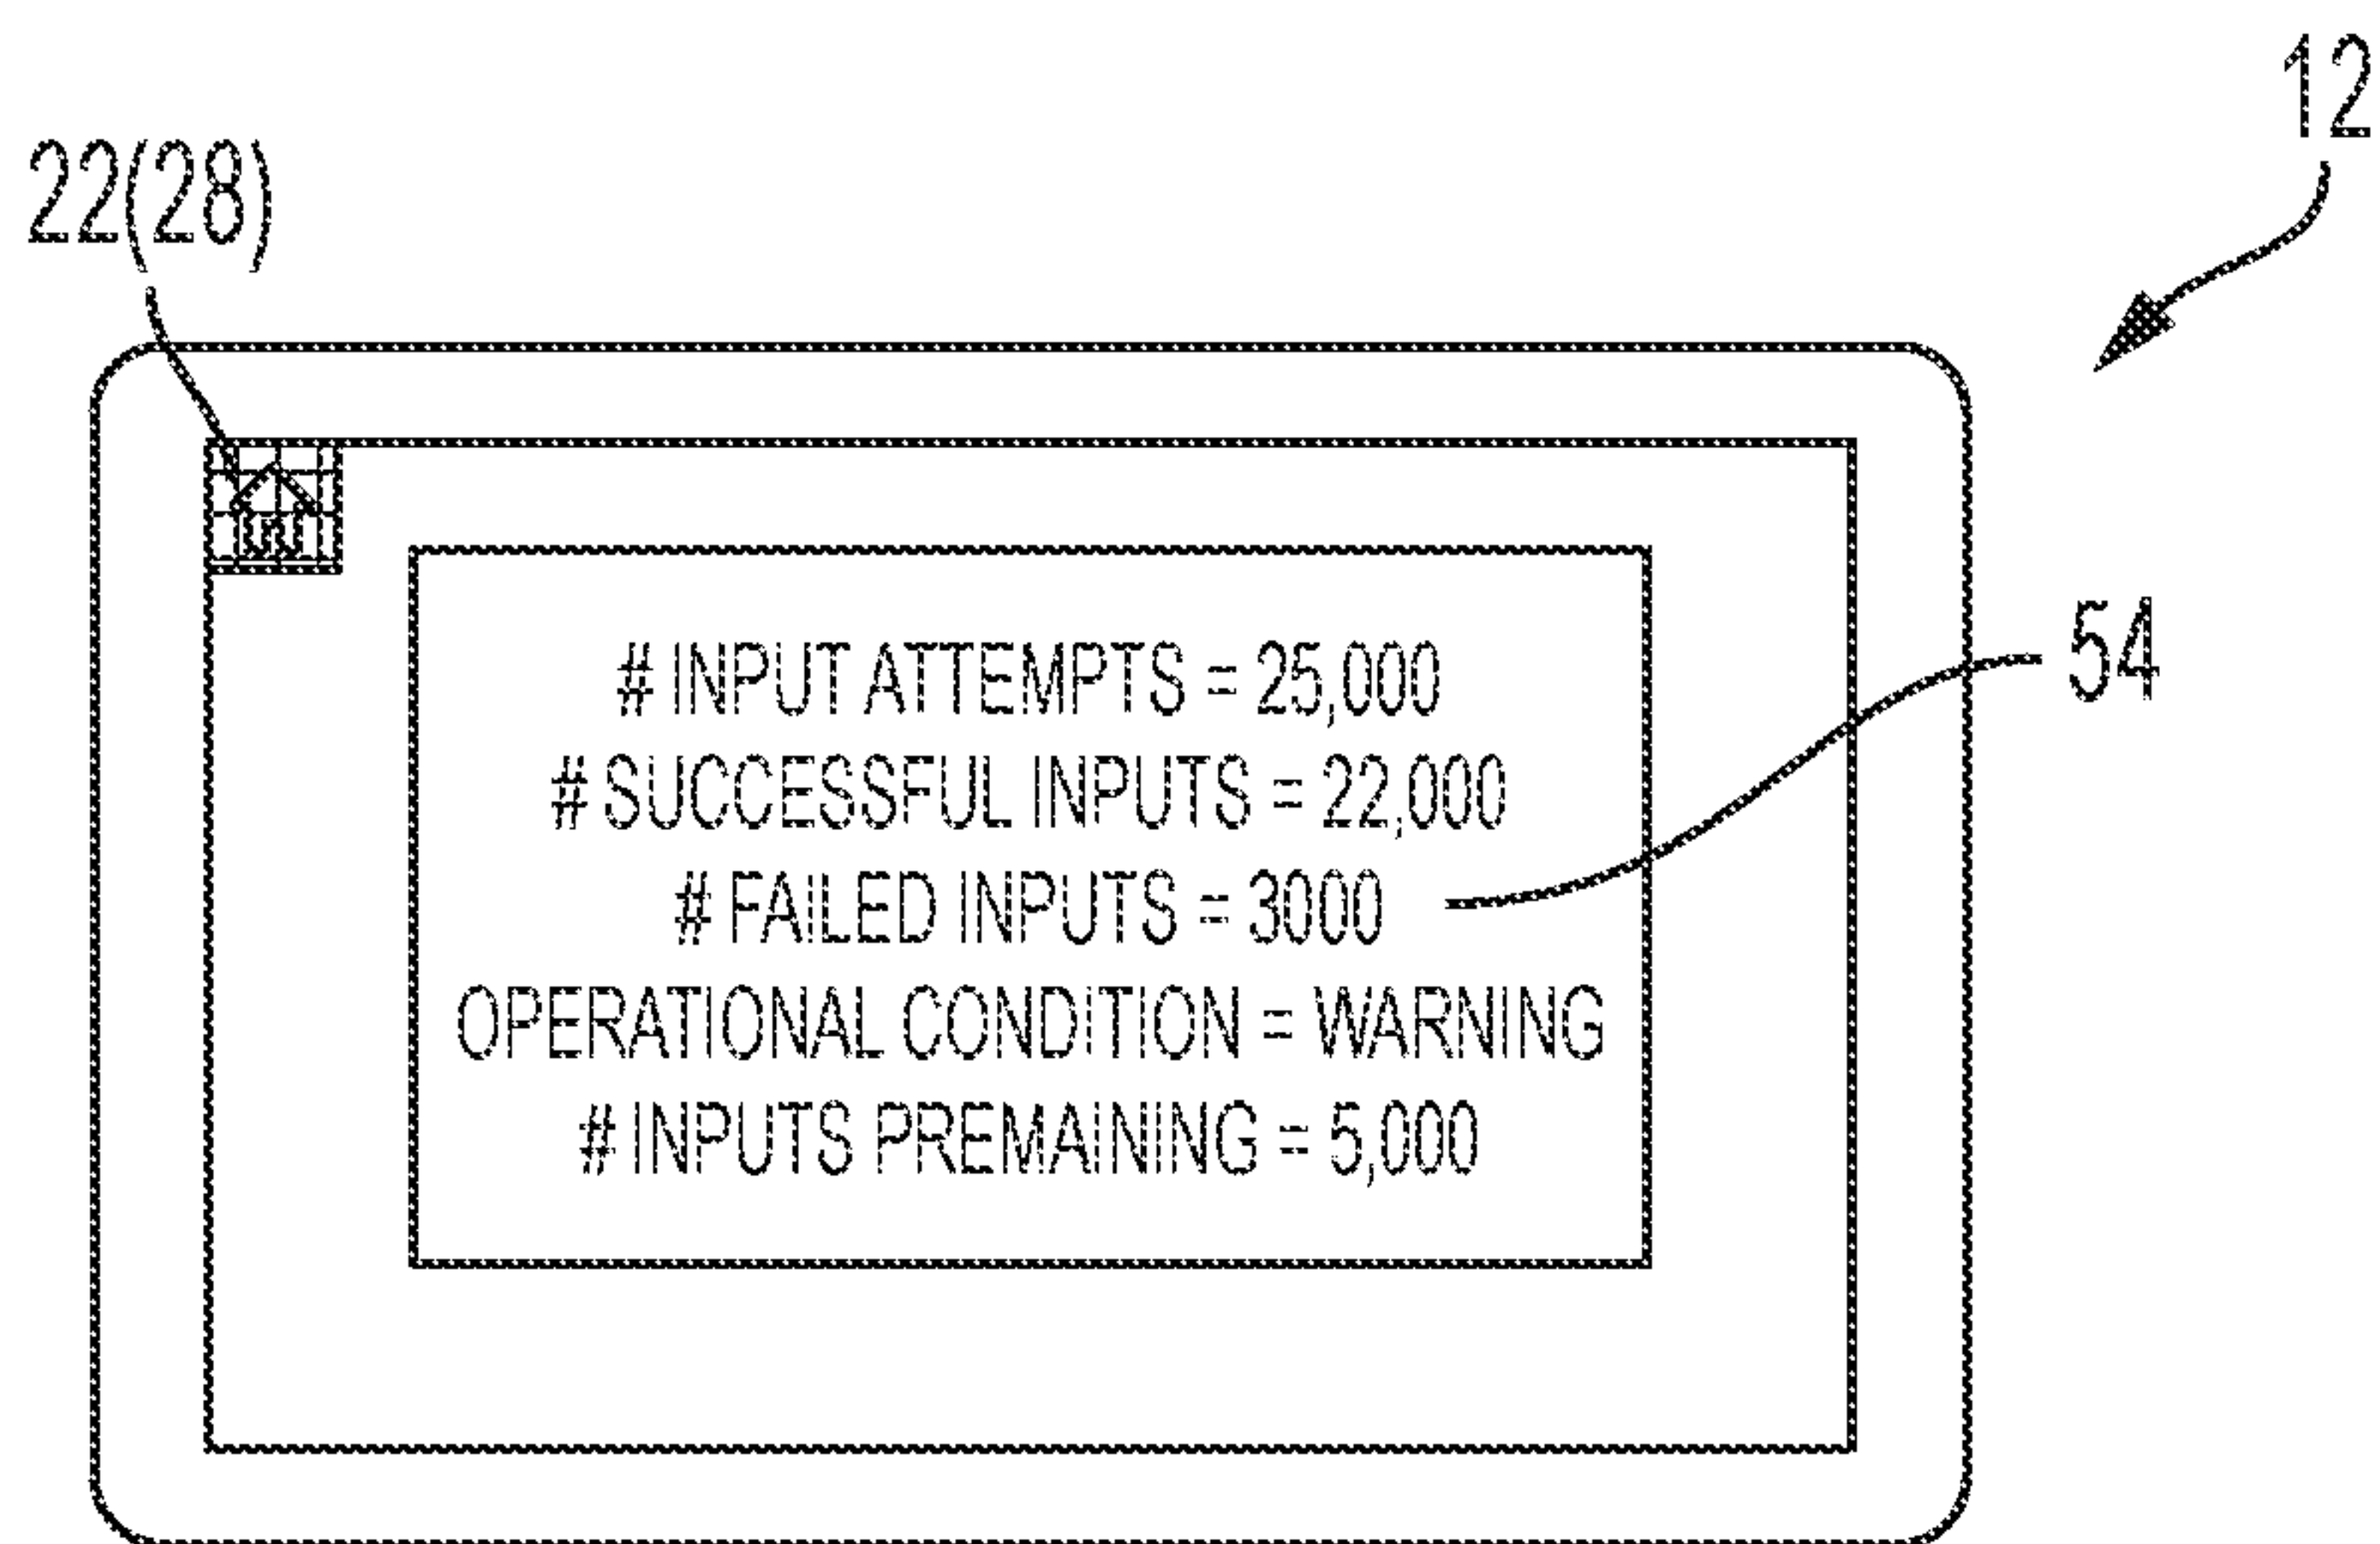 12
22(28)
# INPUT ATTEMPTS = 25,000
# SUCCESSFUL INPUTS = 22,000
54
# FAILED INPUTS = 3000
OPERATIONAL CONDITION = WARNING
# INPUTS PREMAINING = 5,000